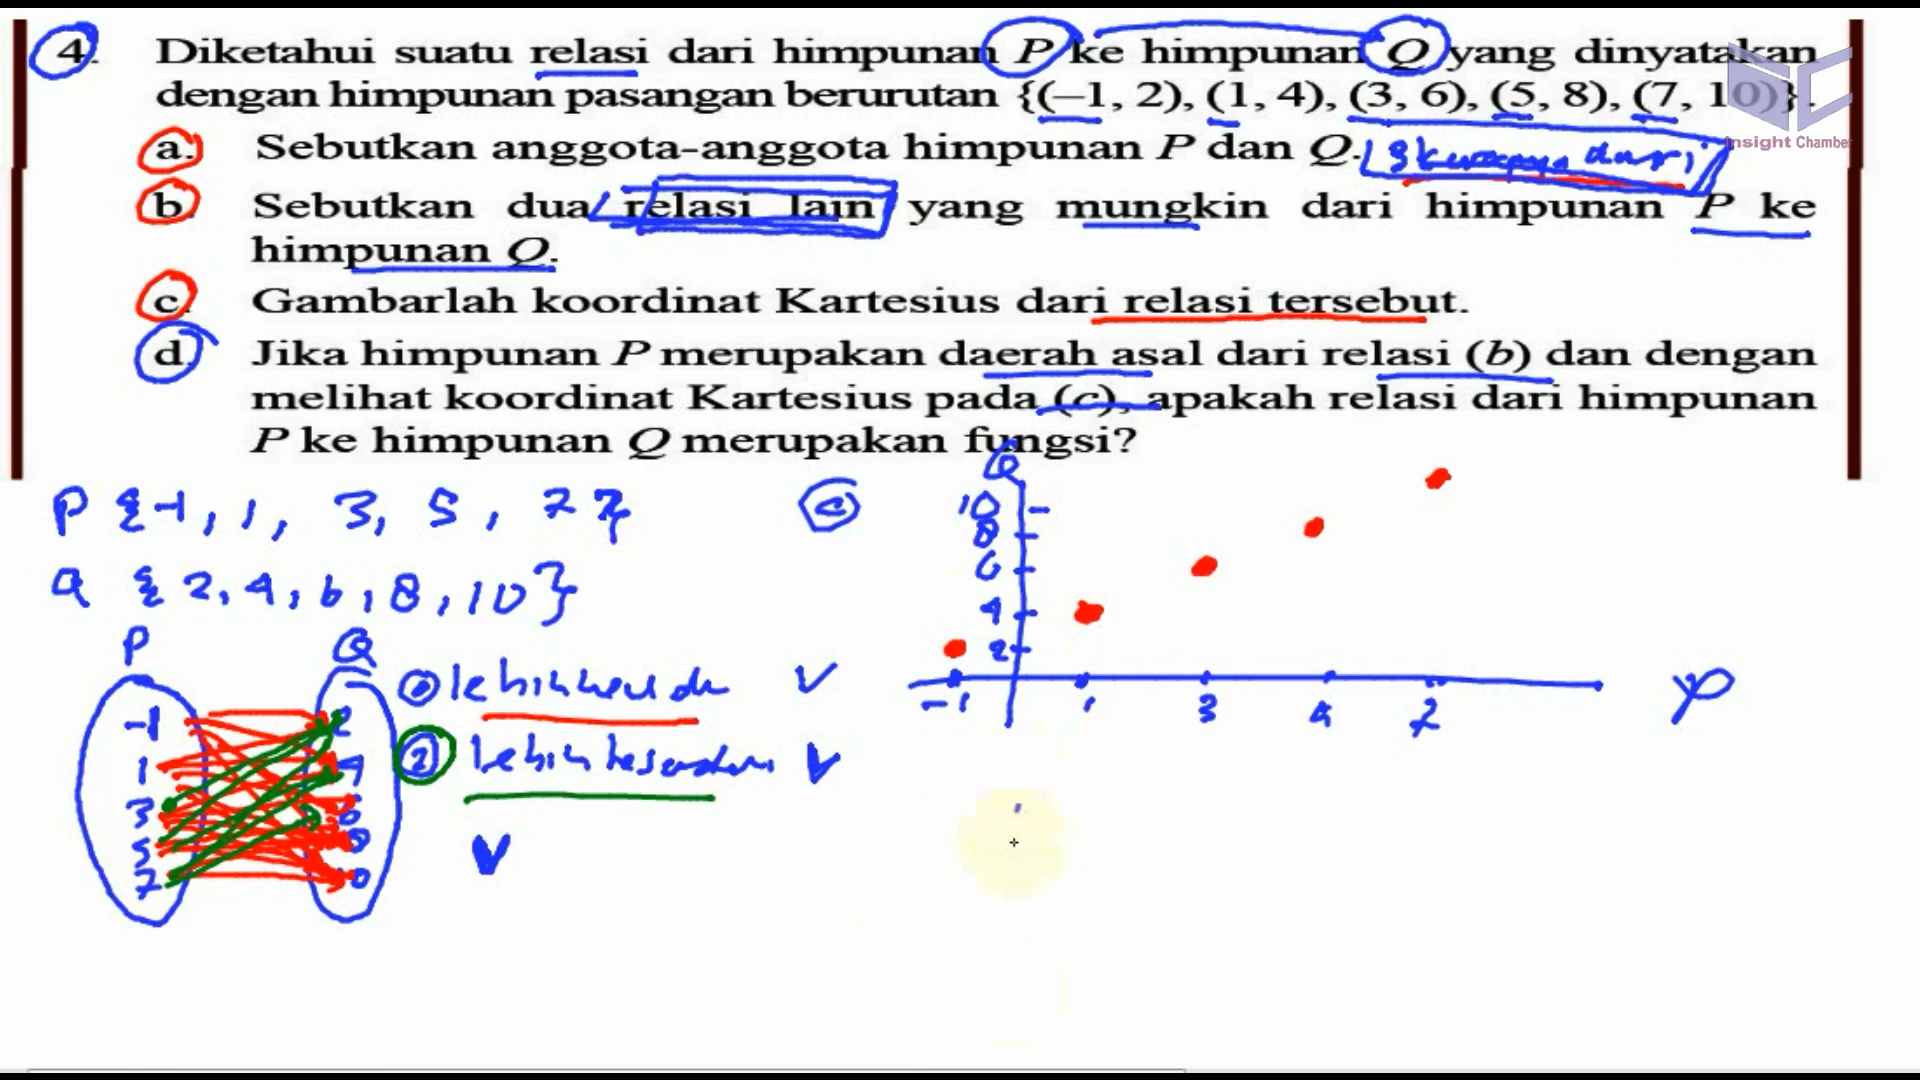 4. Diketahui suatu relasi dari himpunan P ke himpunan Q yang dinyatakan
dengan himpunan pasangan berurutan {(−1, 2), (1, 4), (3, 6), (5, 8), (7, 10)}.
Insight Chamber
a. Sebutkan anggota-anggota himpunan P dan Q. dari
b. Sebutkan dua relasi lain yang mungkin dari himpunan P ke
himpunan Q.
c. Gambarlah koordinat Kartesius dari relasi tersebut.
d. Jika himpunan P merupakan daerah asal dari relasi (b) dan dengan
melihat koordinat Kartesius pada (c), apakah relasi dari himpunan
P ke himpunan Q merupakan fungsi?
P {-1, 1, 3, 5, 7}
Q {2, 4, 6, 8, 10}
P Q
-1 2
1 4
3 6
5 8
7 10
lebih
② lebih
Q
10
8
6
4
2
-1 1 3 4 7
P